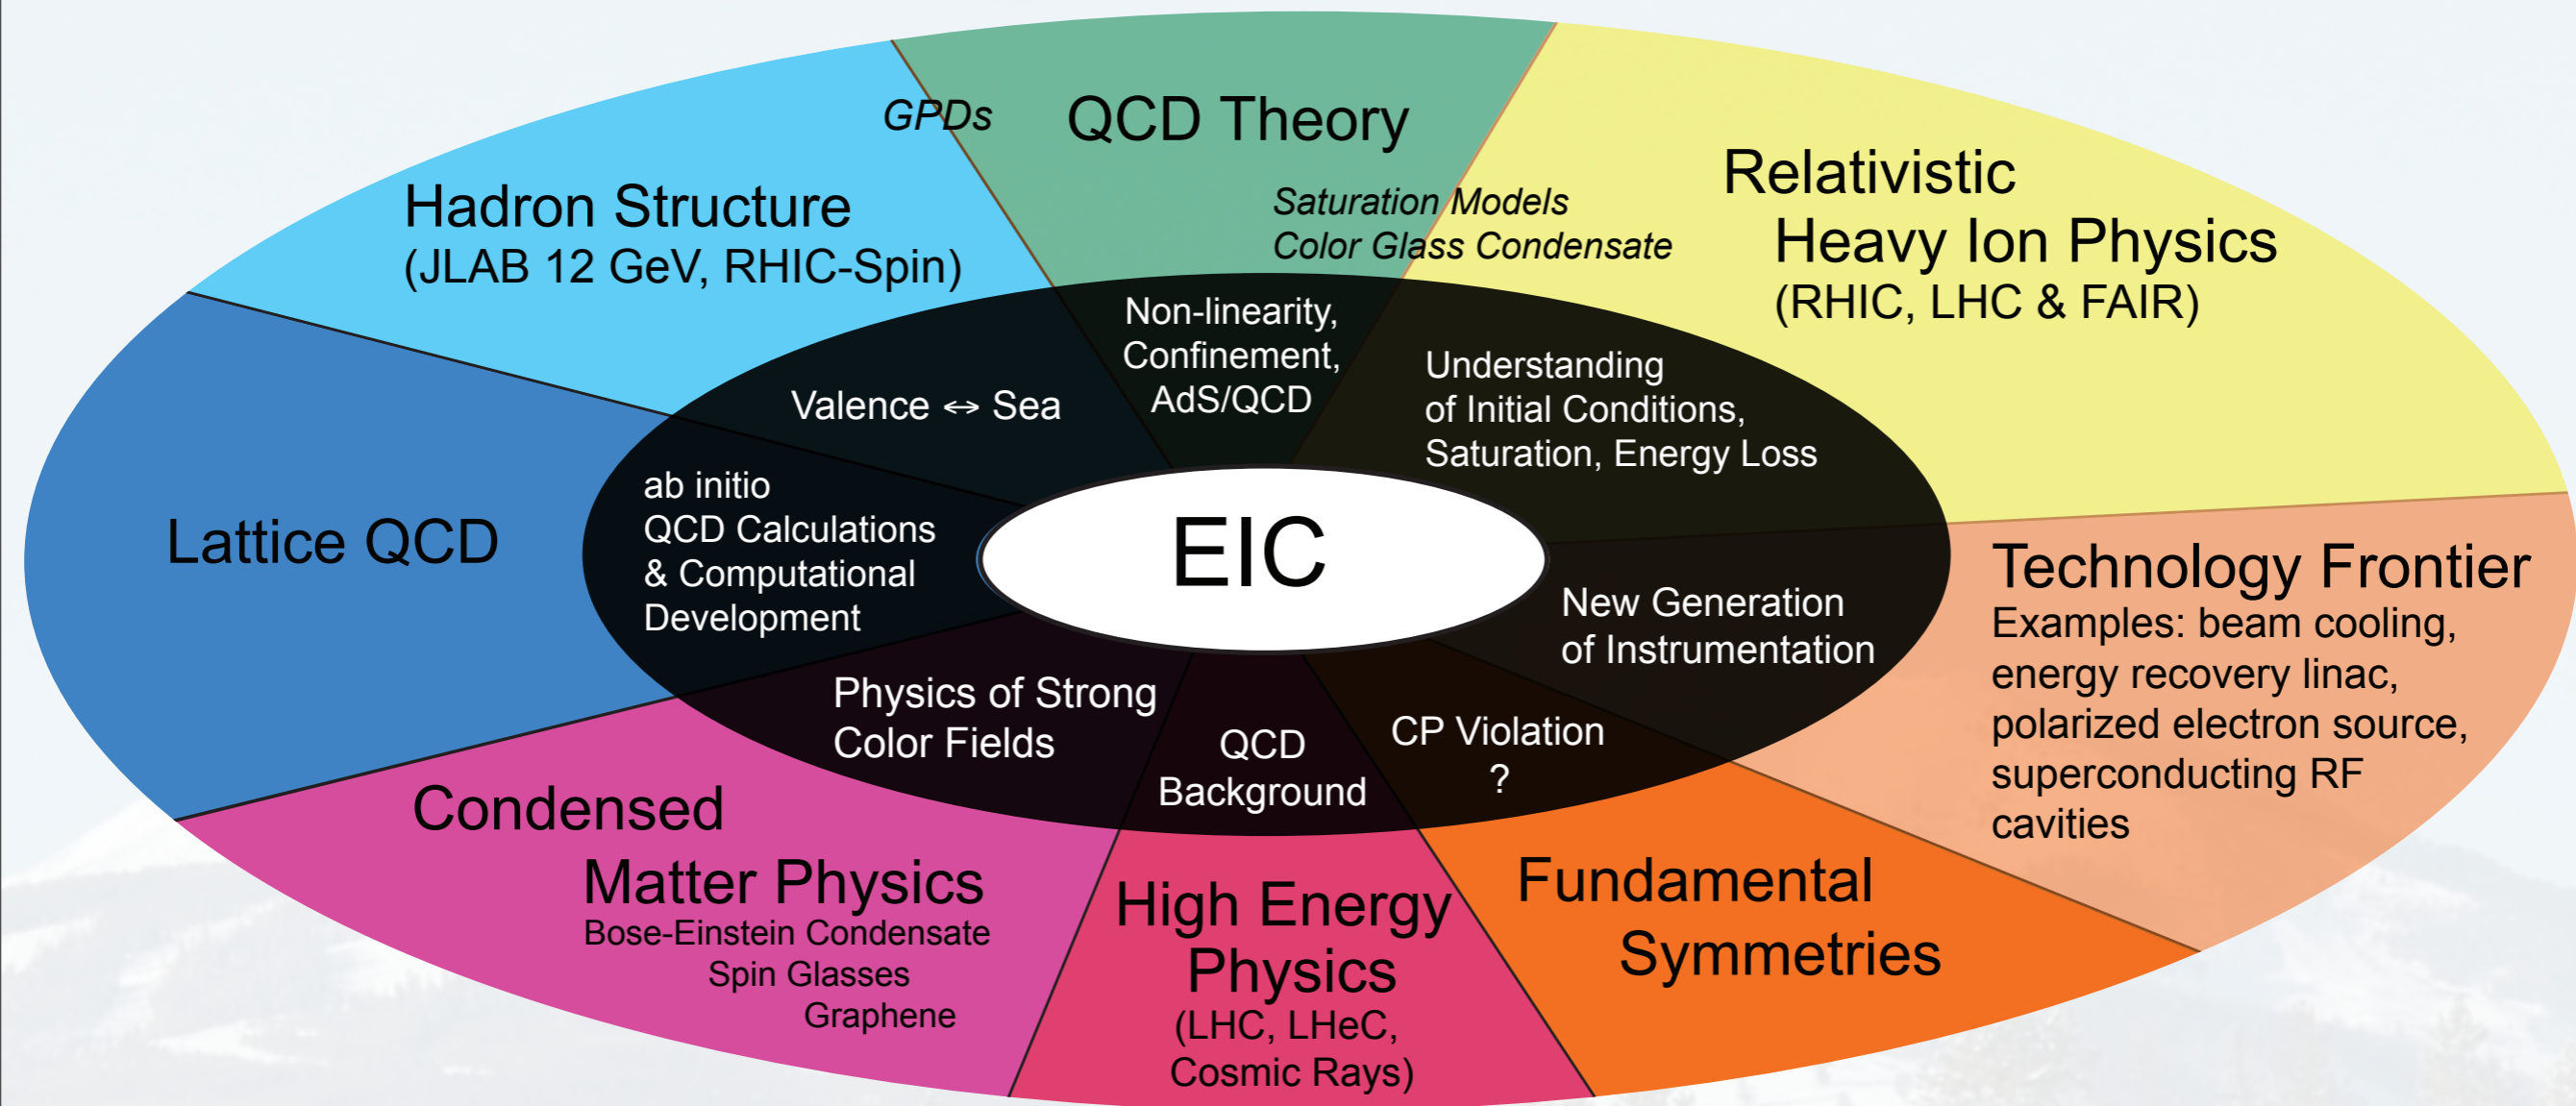 GPDs
QCD Theory
Saturation Models
Color Glass Condensate
Hadron Structure
(JLAB 12 GeV, RHIC-Spin)
Relativistic
Heavy Ion Physics
(RHIC, LHC & FAIR)
Non-linearity,
Confinement,
AdS/QCD
Valence ↔ Sea
Understanding
of Initial Conditions,
Saturation, Energy Loss
Lattice QCD
ab initio
QCD Calculations
& Computational
Development
EIC
New Generation
of Instrumentation
Technology Frontier
Examples: beam cooling,
energy recovery linac,
polarized electron source,
superconducting RF
cavities
Physics of Strong
Color Fields
QCD
Background
CP Violation
?
Condensed
Matter Physics
Bose-Einstein Condensate
Spin Glasses
Graphene
High Energy
Physics
(LHC, LHeC,
Cosmic Rays)
Fundamental
Symmetries